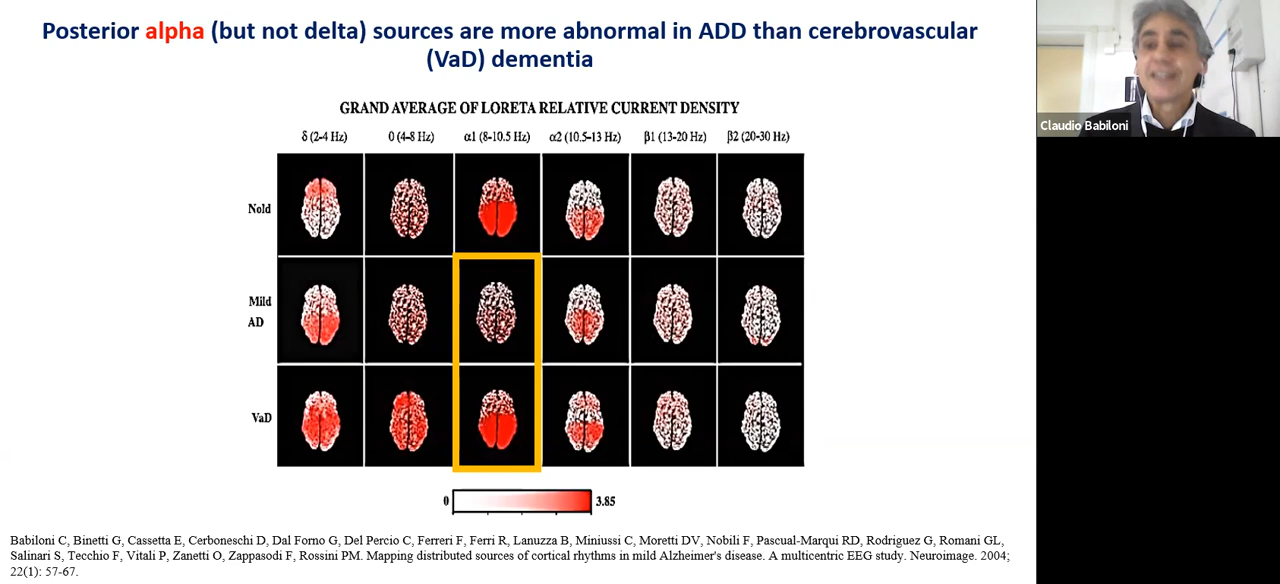 Posterior alpha (but not delta) sources are more abnormal in ADD than cerebrovascular
(VaD) dementia
GRAND AVERAGE OF LORETA RELATIVE CURRENT DENSITY
δ (2-4 Hz) θ (4-8 Hz) α1 (8-10.5 Hz) α2 (10.5-13 Hz) β1 (13-20 Hz) β2 (20-30 Hz)
Nold
Mild
AD
VaD
0 3.85
Claudio Babiloni
Babiloni C, Binetti G, Cassetta E, Cerboneschi D, Dal Forno G, Del Percio C, Ferreri F, Ferri R, Lanuzza B, Miniussi C, Moretti DV, Nobili F, Pascual-Marqui RD, Rodriguez G, Romani GL,
Salinari S, Tecchio F, Vitali P, Zanetti O, Zappasodi F, Rossini PM. Mapping distributed sources of cortical rhythms in mild Alzheimer's disease. A multicentric EEG study. Neuroimage. 2004;
22(1): 57-67.